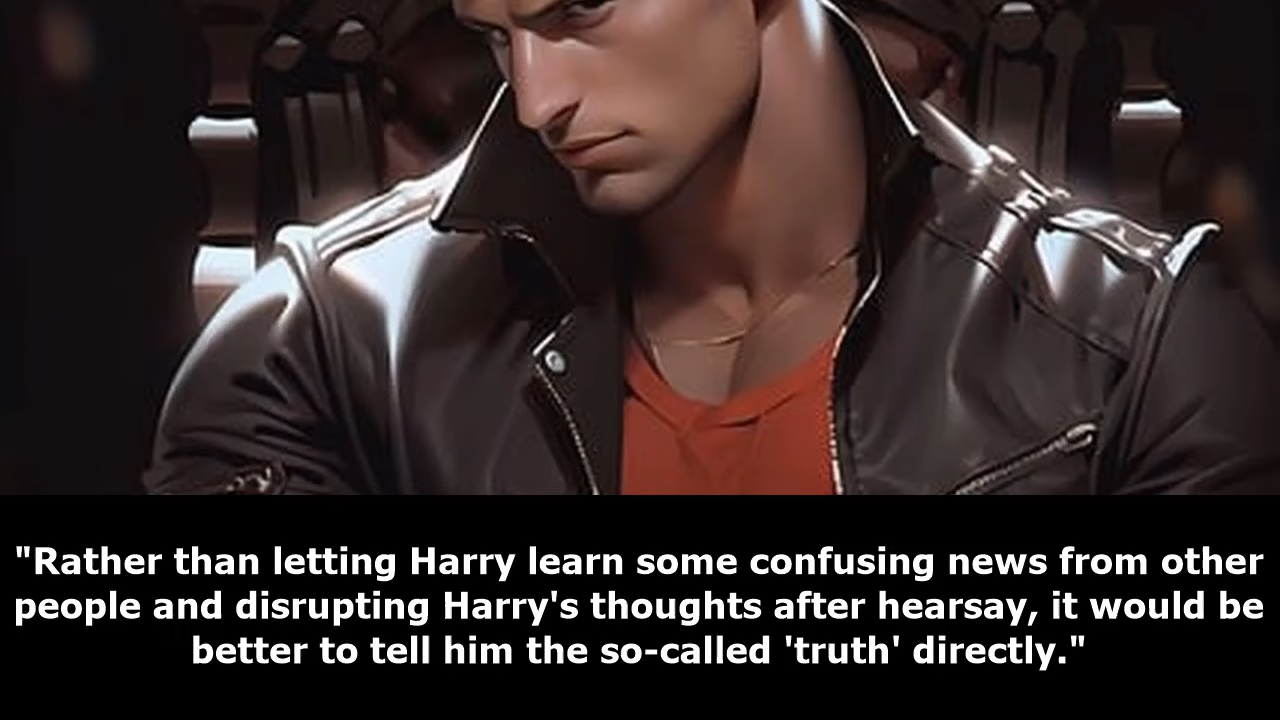 "Rather than letting Harry learn some confusing news from other
people and disrupting Harry's thoughts after hearsay, it would be
better to tell him the so-called 'truth' directly."